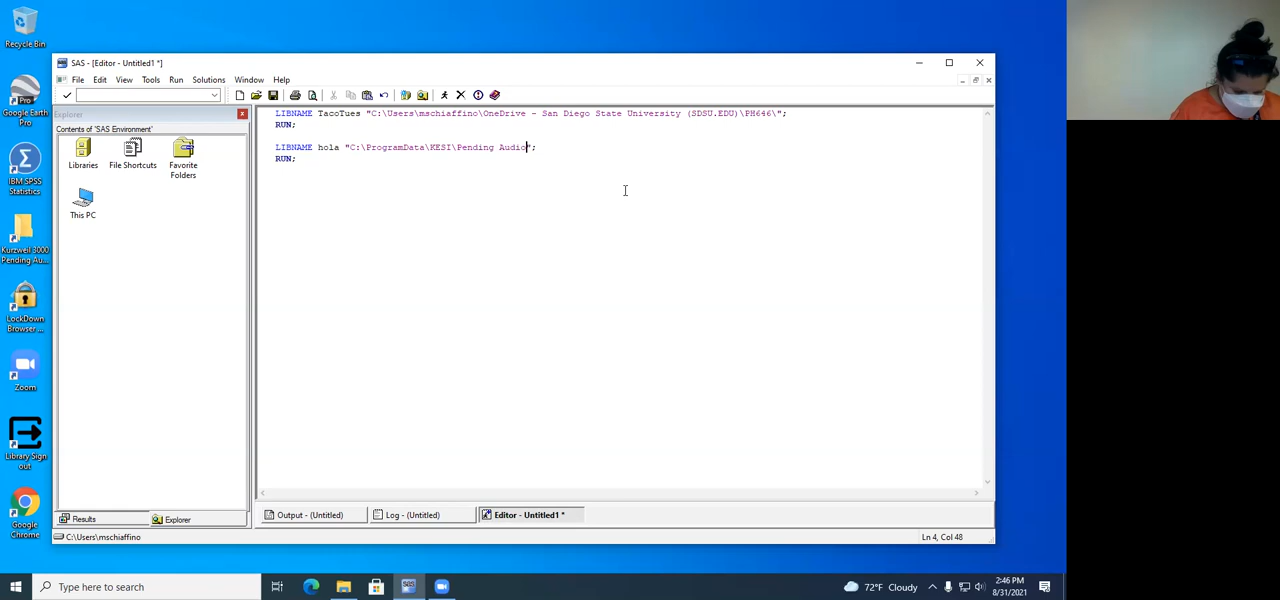 Recycle Bin
Google Earth
Pro
IBM SPSS
Statistics
Kurzweil 3000
Pending Au...
LockDown
Browser ...
Zoom
Library Sign
out
Google
Chrome
SAS - [Editor - Untitled1 *]
File Edit View Tools Run Solutions Window Help
Explorer
Contents of 'SAS Environment'
Libraries File Shortcuts Favorite
Folders
This PC
LIBNAME TacoTues "C:\Users\mschiaffino\OneDrive - San Diego State University (SDSU.EDU)\PH646\";
RUN;
LIBNAME hola "C:\ProgramData\KESI\Pending Audio";
RUN;
Results Explorer
Output - (Untitled) Log - (Untitled) Editor - Untitled1 *
C:\Users\mschiaffino Ln 4, Col 48
Type here to search
SAS
72°F Cloudy
2:46 PM
8/31/2021